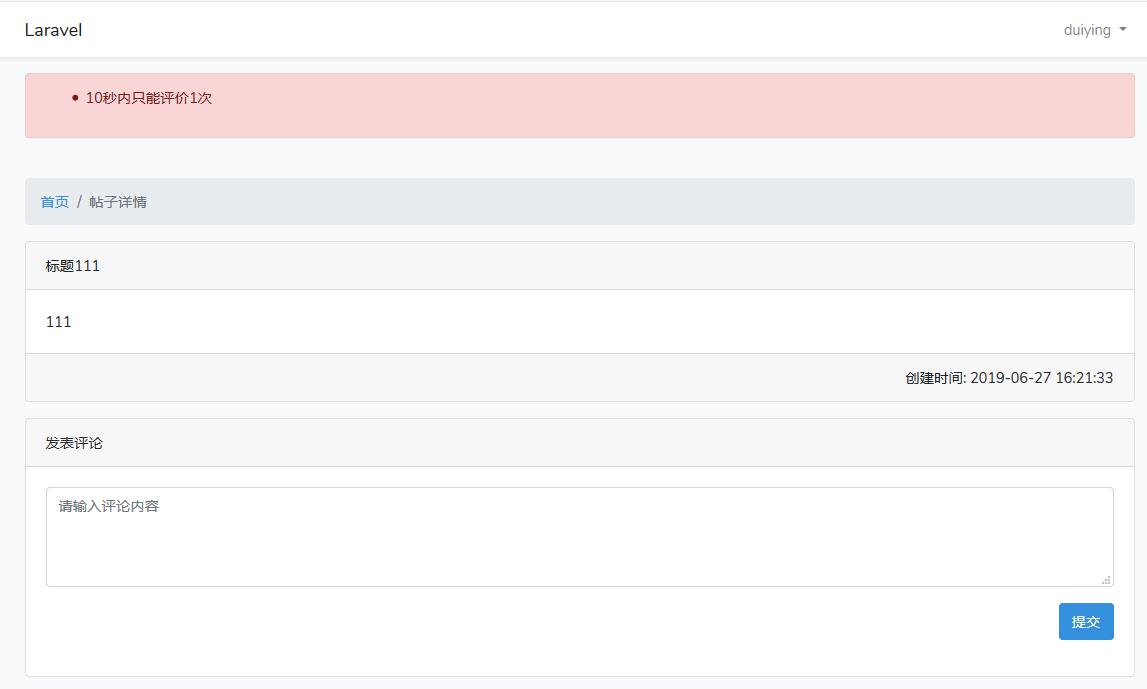 Laravel
duiying
10秒内只能评价1次
首页 / 帖子详情
标题111
111
创建时间: 2019-06-27 16:21:33
发表评论
请输入评论内容
提交